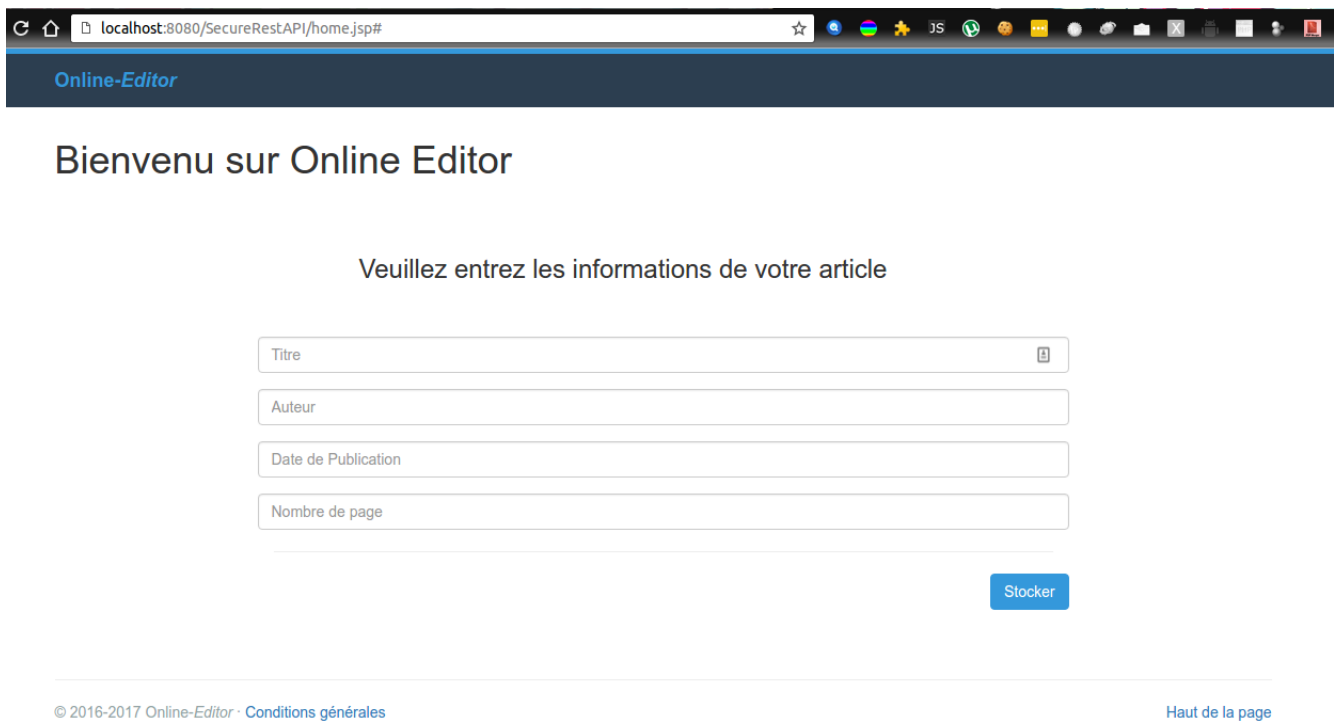 localhost:8080/SecureRestAPI/home.jsp#
JS
X
Online-Editor
Bienvenu sur Online Editor
Veuillez entrez les informations de votre article
Titre
Auteur
Date de Publication
Nombre de page
Stocker
© 2016-2017 Online-Editor · Conditions générales
Haut de la page